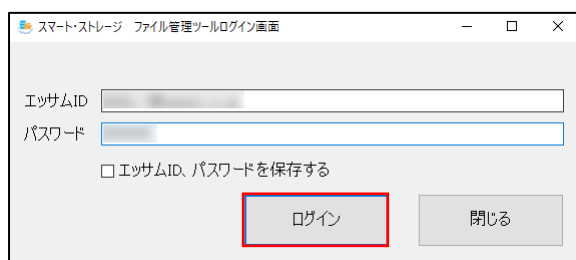 スマート・ストレージ ファイル管理ツールログイン画面
エッサムID
パスワード
エッサムID、パスワードを保存する
ログイン 閉じる